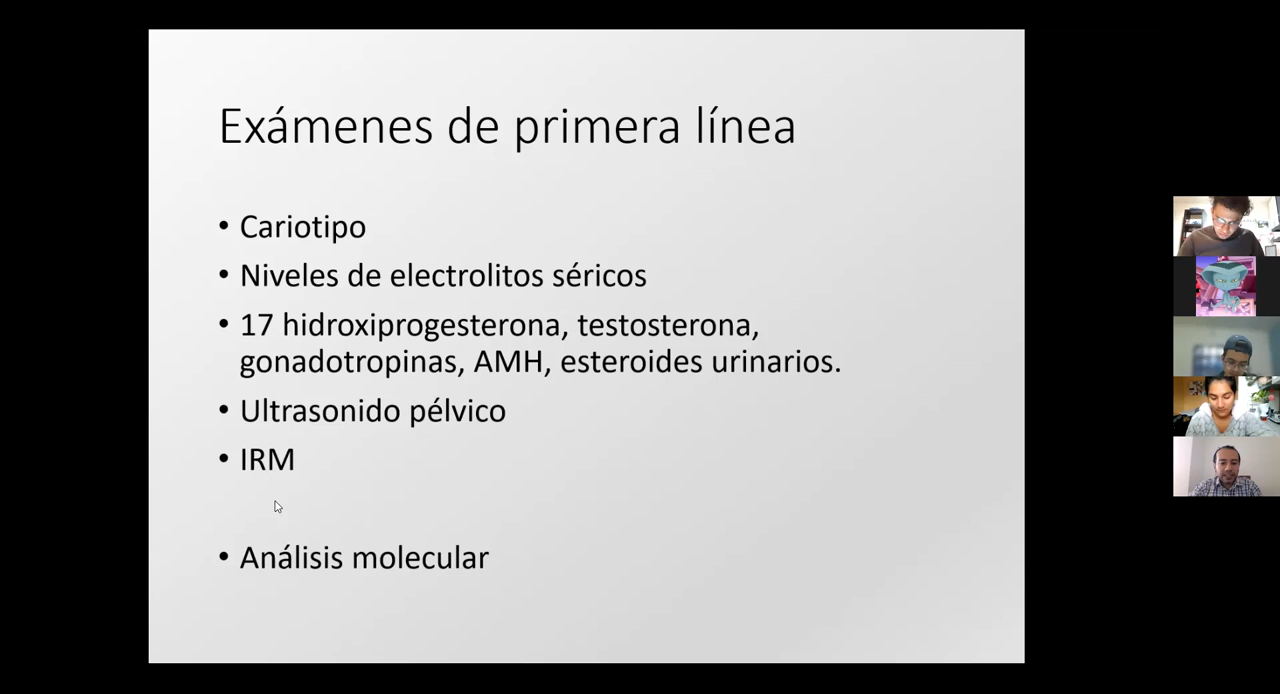 Exámenes de primera línea
• Cariotipo
• Niveles de electrolitos séricos
• 17 hidroxiprogesterona, testosterona,
gonadotropinas, AMH, esteroides urinarios.
• Ultrasonido pélvico
• IRM
• Análisis molecular